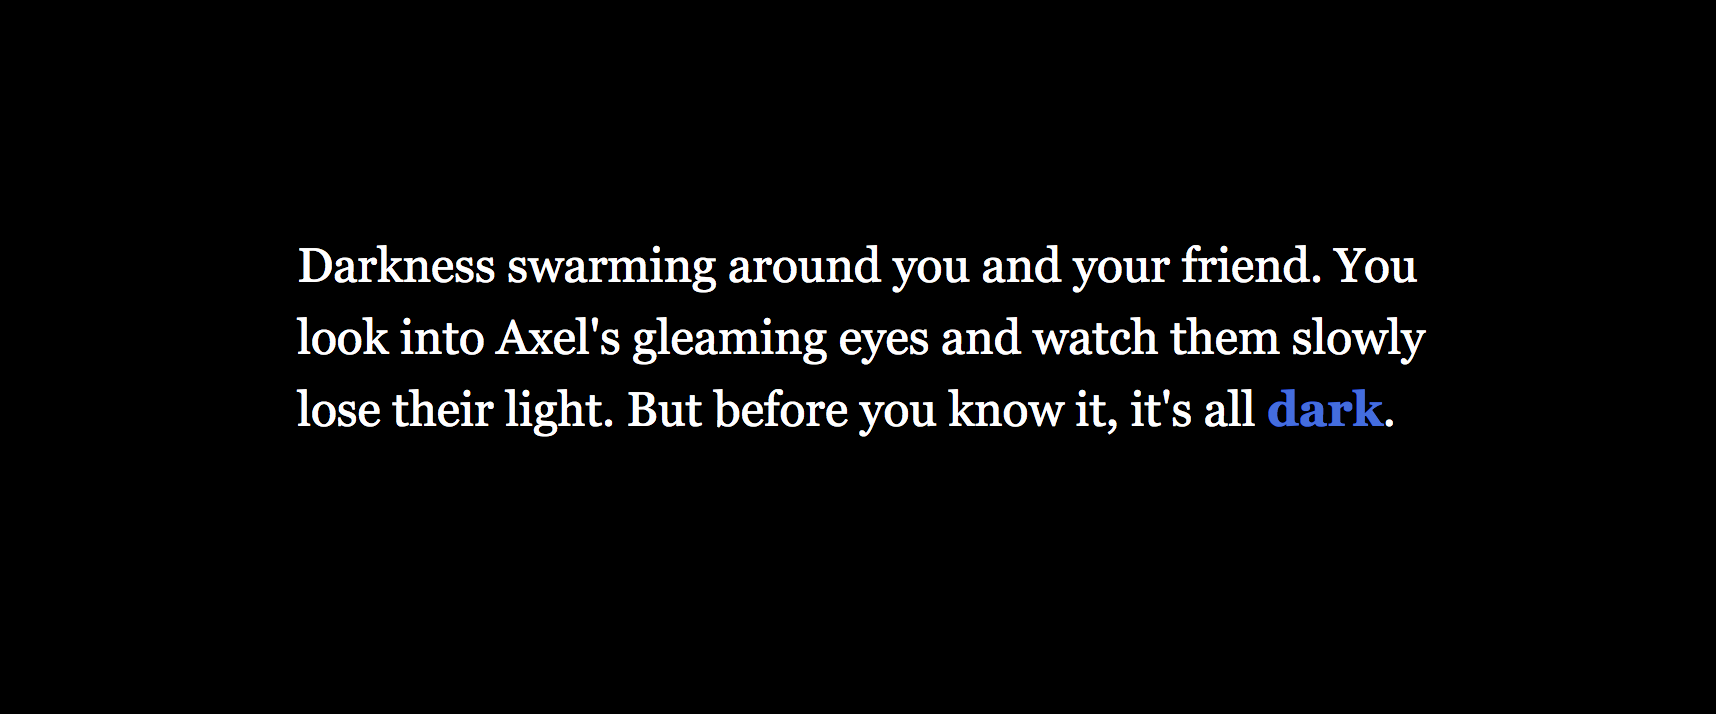 Darkness swarming around you and your friend. You
look into Axel's gleaming eyes and watch them slowly
lose their light. But before you know it, it's all dark.